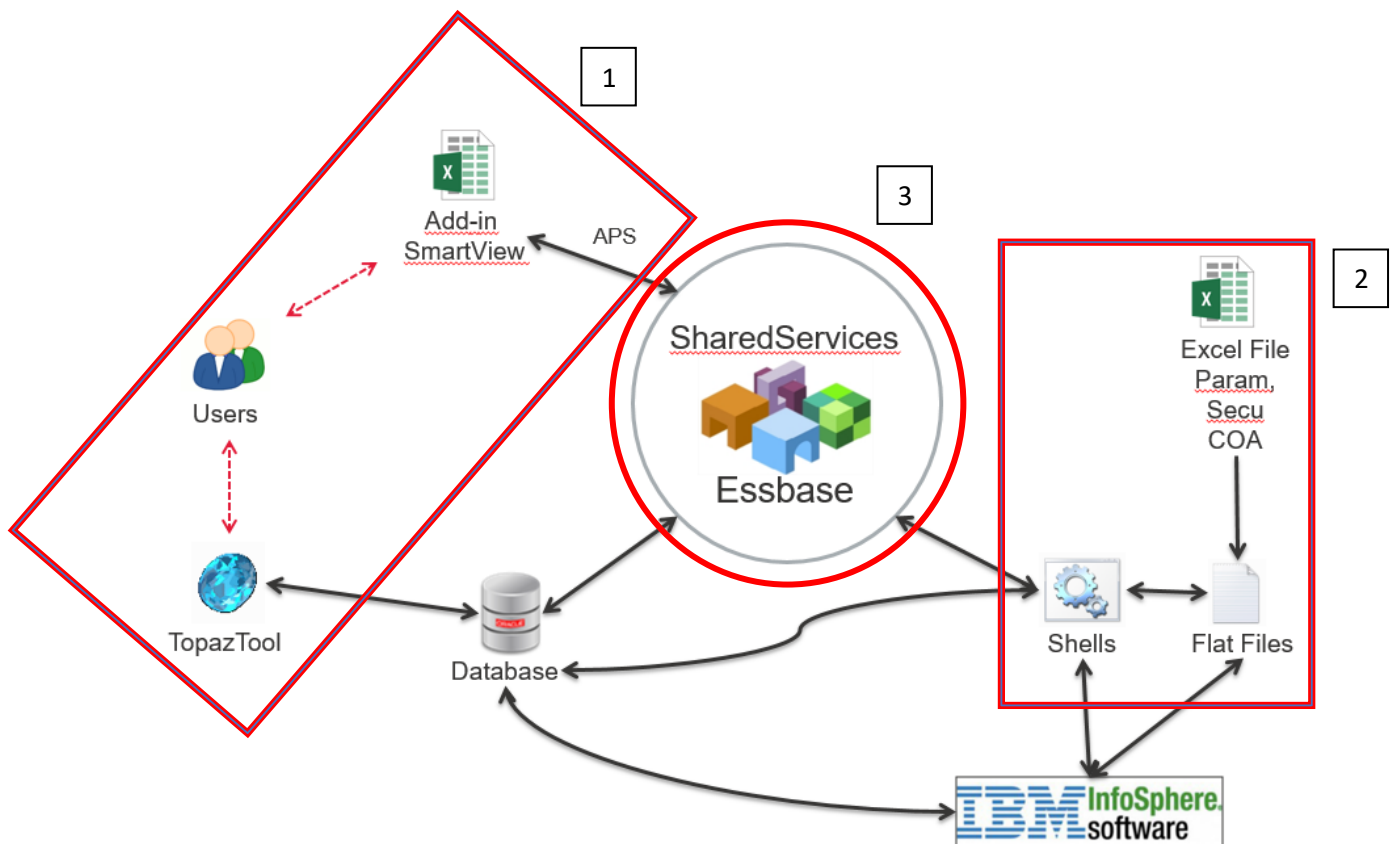 1
Add-in
SmartView
APS
Users
TopazTool
3
SharedServices
Essbase
2
Excel File
Param,
Secu
COA
Shells
Flat Files
ORACLE
Database
IBM InfoSphere.
software